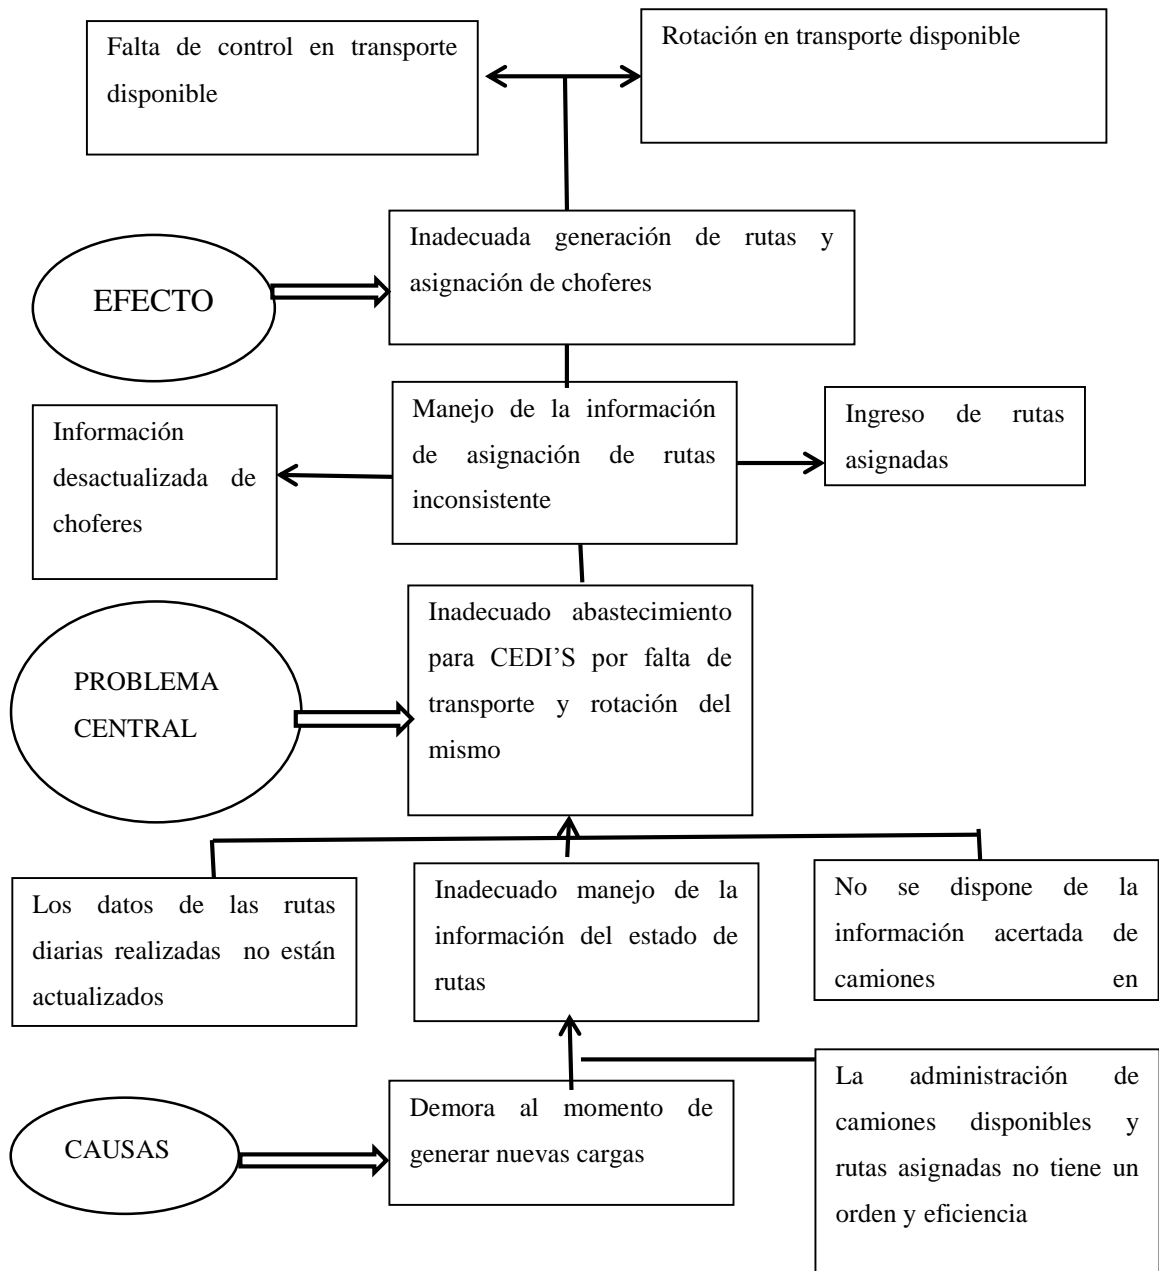 Falta de control en transporte
disponible
Rotación en transporte disponible
Inadecuada generación de rutas y
asignación de choferes
EFECTO
Manejo de la información
de asignación de rutas
inconsistente
Información
desactualizada de
choferes
Ingreso de rutas
asignadas
Inadecuado abastecimiento
para CEDI’S por falta de
transporte y rotación del
mismo
PROBLEMA
CENTRAL
Los datos de las rutas
diarias realizadas no están
actualizados
Inadecuado manejo de la
información del estado de
rutas
No se dispone de la
información acertada de
camiones en
Demora al momento de
generar nuevas cargas
La administración de
camiones disponibles y
rutas asignadas no tiene un
orden y eficiencia
CAUSAS